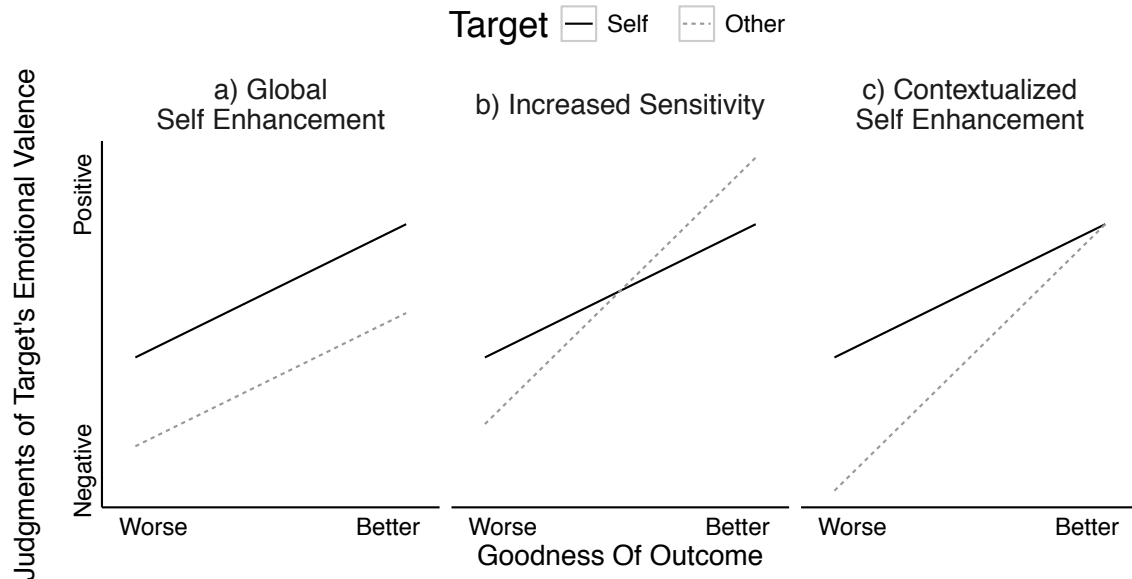 Target Self Other
a) Global
Self Enhancement
b) Increased Sensitivity
c) Contextualized
Self Enhancement
Judgments of Target's Emotional Valence
Positive
Negative
Worse Better Worse Better Worse Better
Goodness Of Outcome